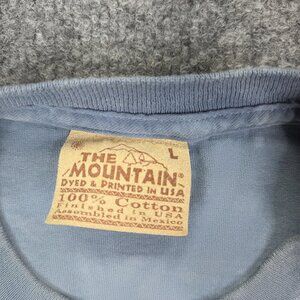 THE
MOUNTAIN®
L
DYED & PRINTED IN USA
100% Cotton
Finished in USA
Assembled in Mexico